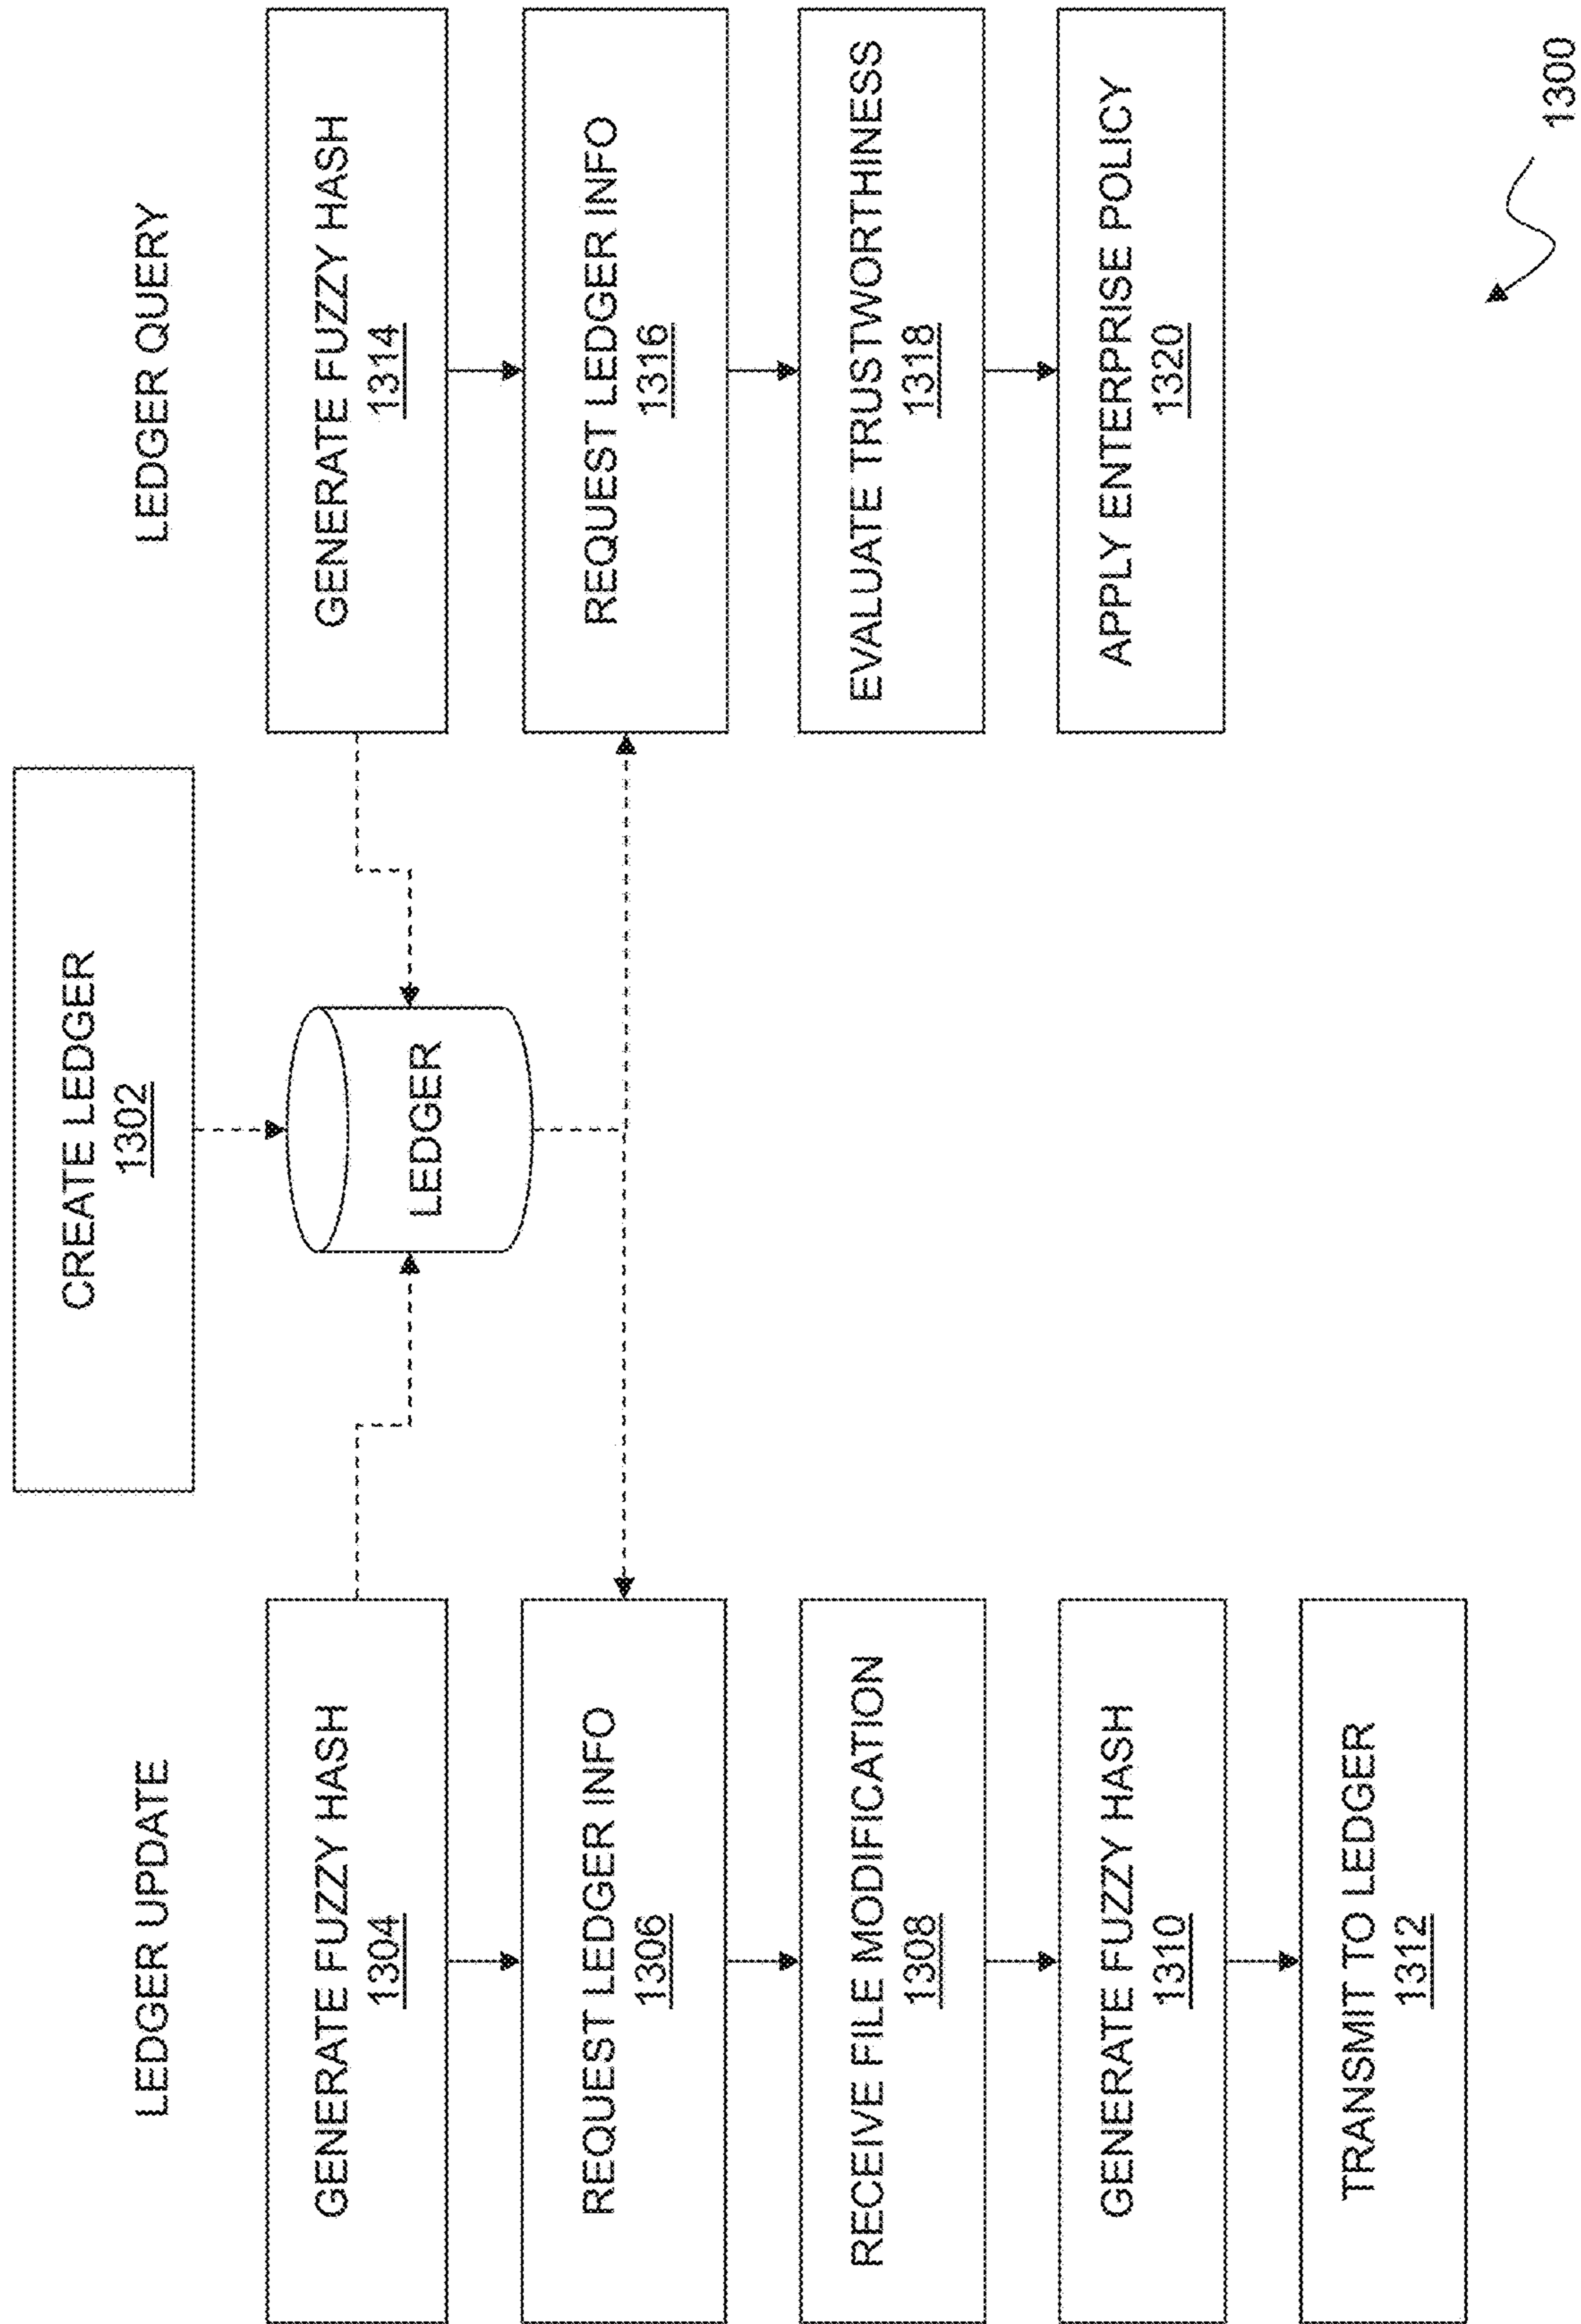 CREATE LEDGER
1302
LEDGER UPDATE
GENERATE FUZZY HASH
1304
REQUEST LEDGER INFO
1306
RECEIVE FILE MODIFICATION
1308
GENERATE FUZZY HASH
1310
TRANSMIT TO LEDGER
1312
LEDGER
LEDGER QUERY
GENERATE FUZZY HASH
1314
REQUEST LEDGER INFO
1316
EVALUATE TRUSTWORTHINESS
1318
APPLY ENTERPRISE POLICY
1320
1300